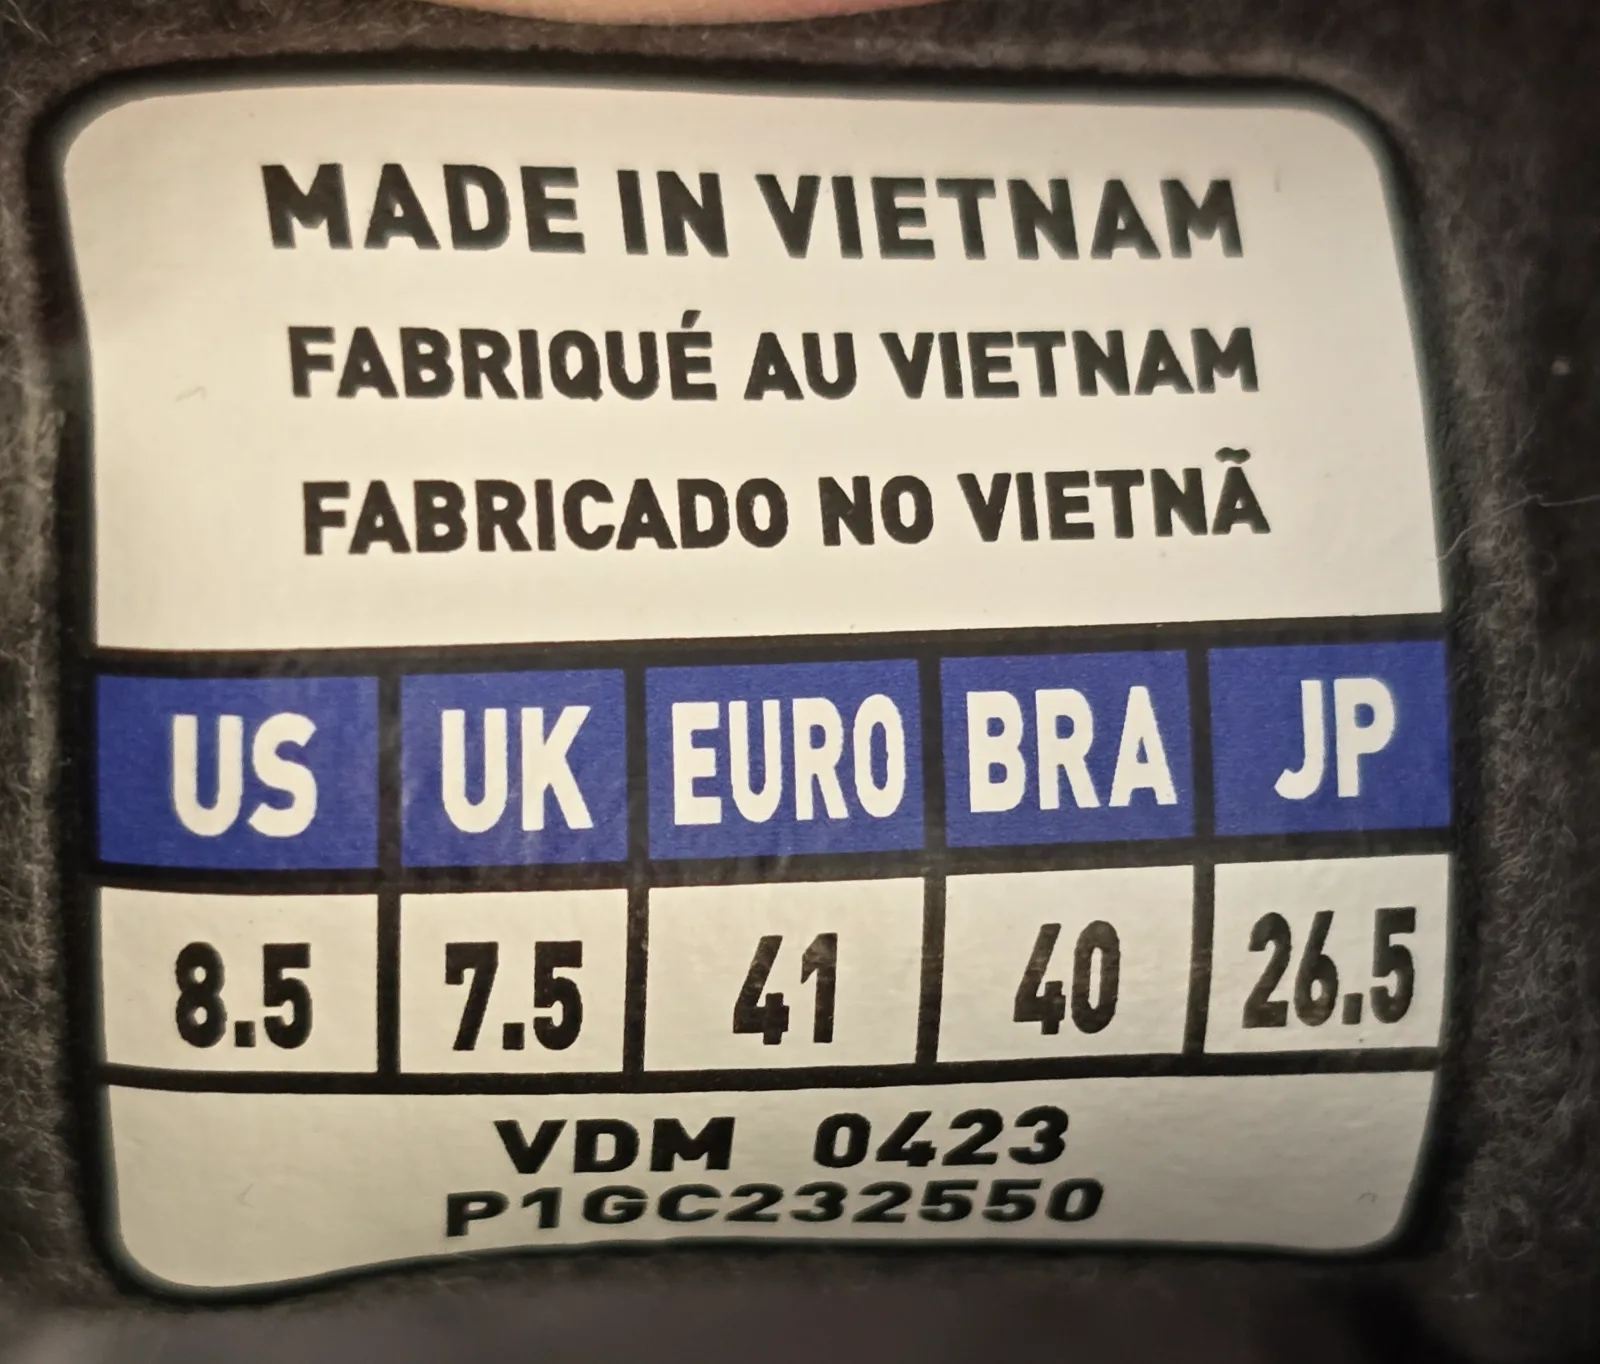 MADE IN VIETNAM
FABRIQUÉ AU VIETNAM
FABRICADO NO VIETNÃ
US UK EURO BRA JP
8.5 7.5 41 40 26.5
VDM 0423
P1GC232550